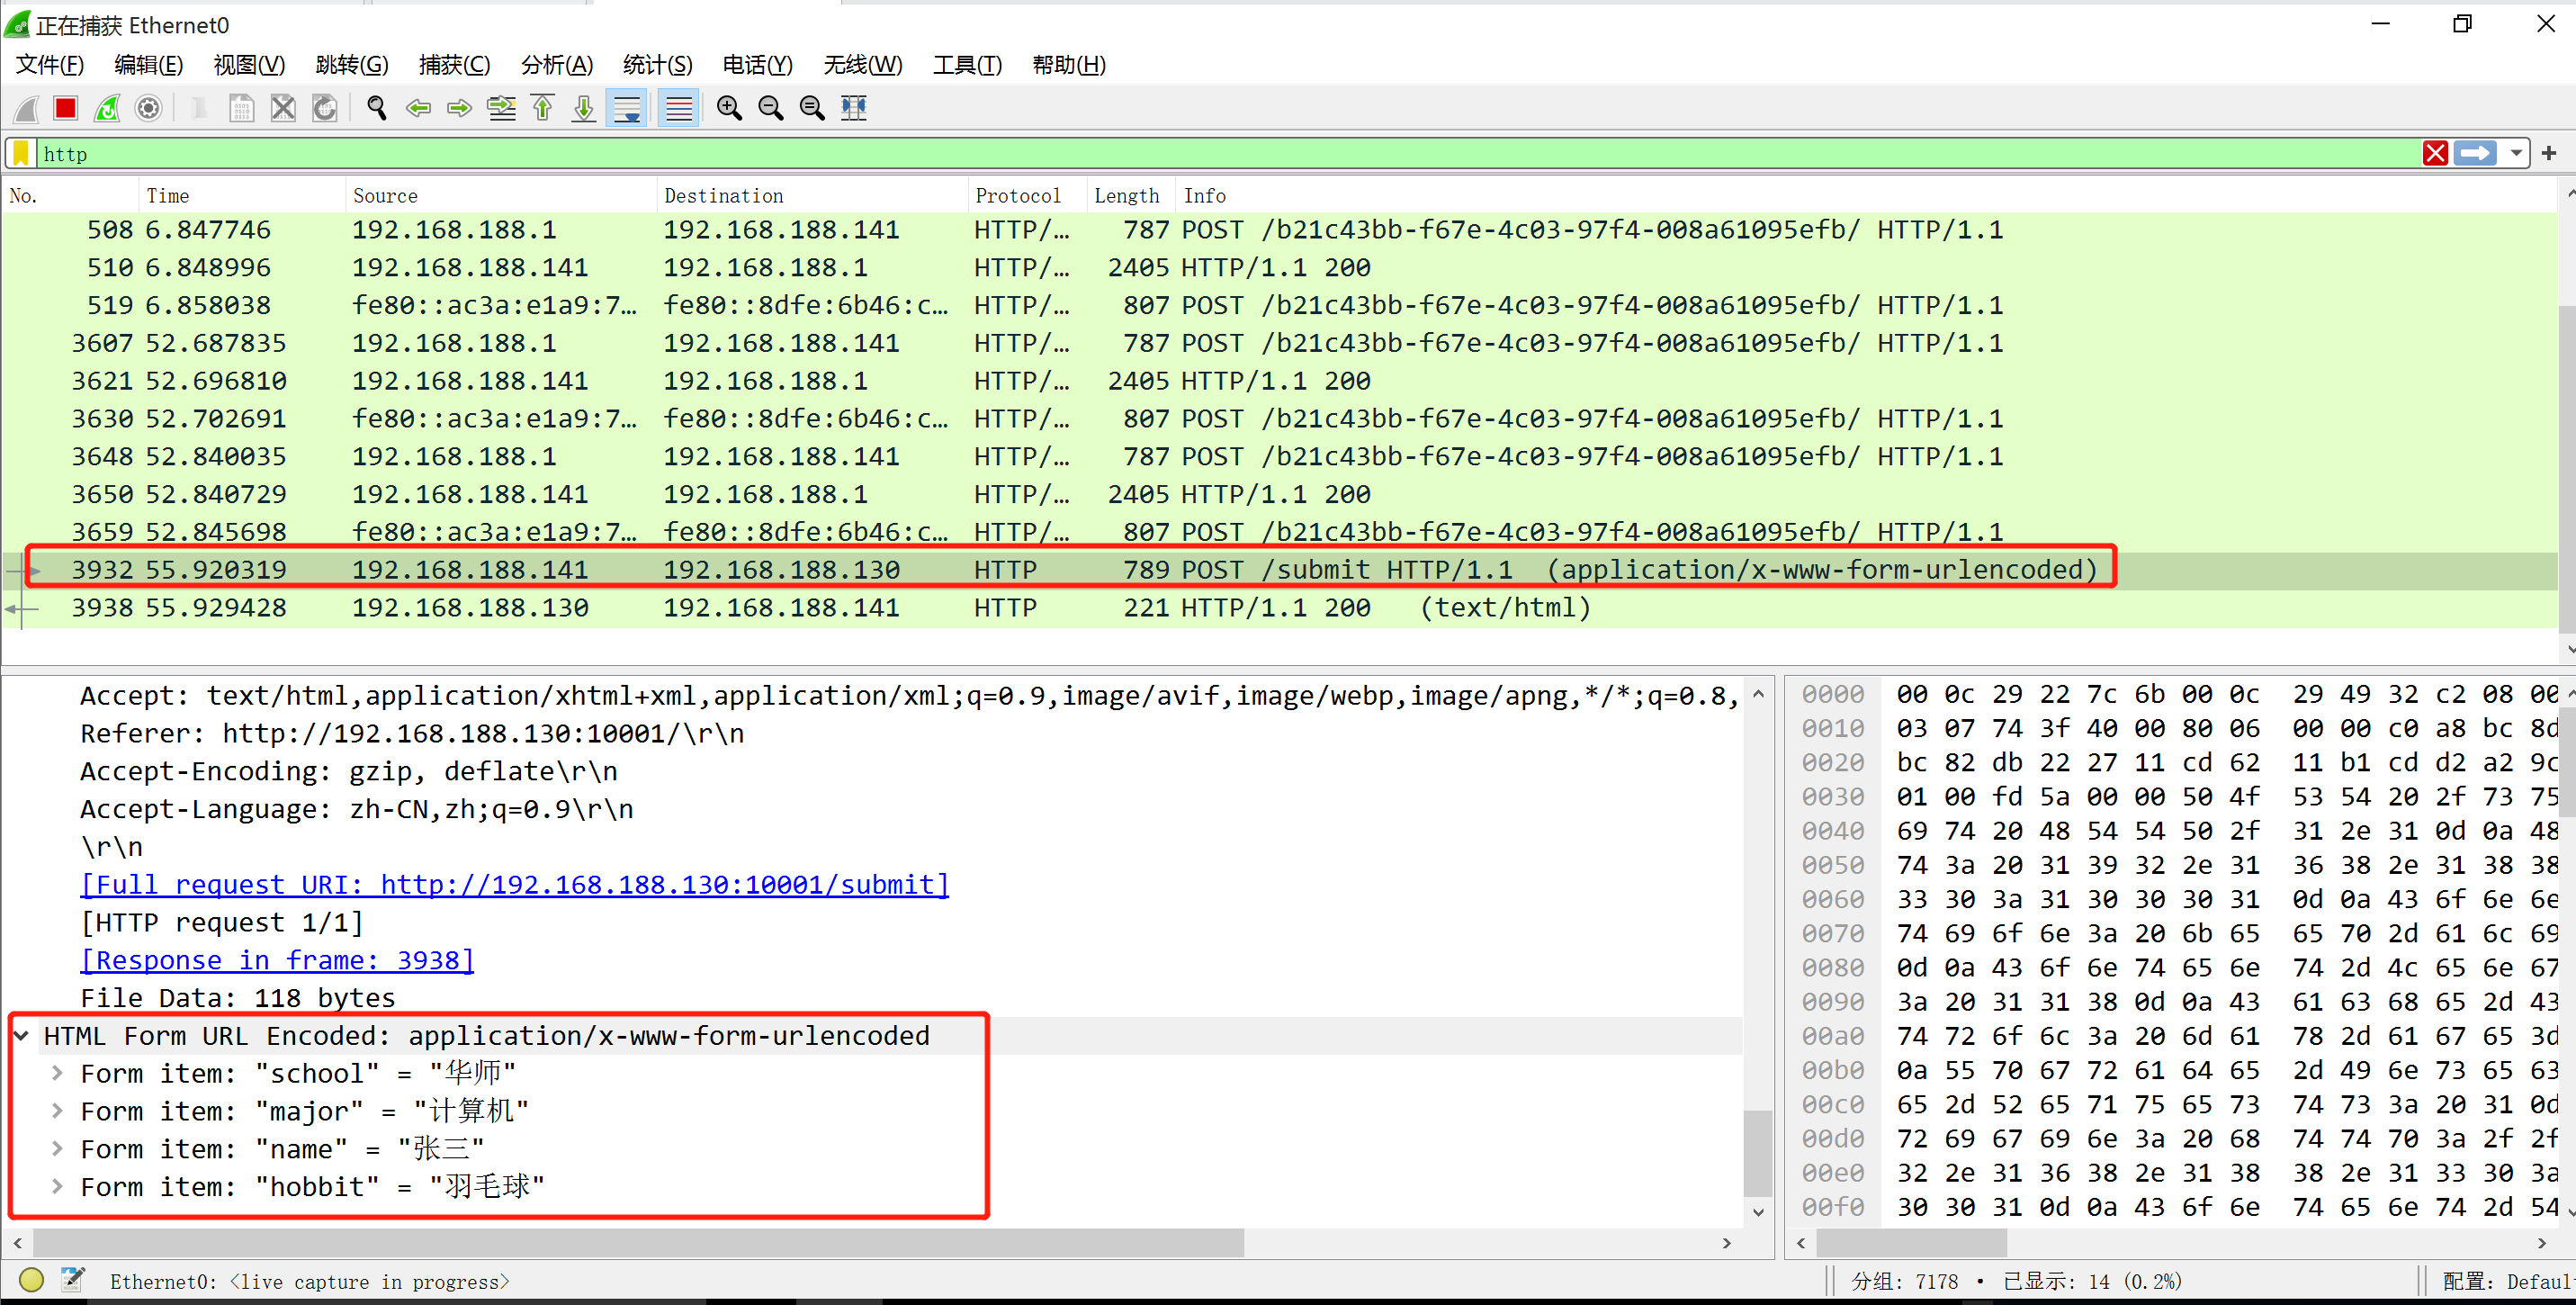 正在捕获 Ethernet0
文件(F) 编辑(E) 视图(V) 跳转(G) 捕获(C) 分析(A) 统计(S) 电话(Y) 无线(W) 工具(T) 帮助(H)
http
No. Time Source Destination Protocol Length Info
508 6.847746 192.168.188.1 192.168.188.141 HTTP/… 787 POST /b21c43bb-f67e-4c03-97f4-008a61095efb/ HTTP/1.1
510 6.848996 192.168.188.141 192.168.188.1 HTTP/… 2405 HTTP/1.1 200
519 6.858038 fe80::ac3a:e1a9:7… fe80::8dfe:6b46:c… HTTP/… 807 POST /b21c43bb-f67e-4c03-97f4-008a61095efb/ HTTP/1.1
3607 52.687835 192.168.188.1 192.168.188.141 HTTP/… 787 POST /b21c43bb-f67e-4c03-97f4-008a61095efb/ HTTP/1.1
3621 52.696810 192.168.188.141 192.168.188.1 HTTP/… 2405 HTTP/1.1 200
3630 52.702691 fe80::ac3a:e1a9:7… fe80::8dfe:6b46:c… HTTP/… 807 POST /b21c43bb-f67e-4c03-97f4-008a61095efb/ HTTP/1.1
3648 52.840035 192.168.188.1 192.168.188.141 HTTP/… 787 POST /b21c43bb-f67e-4c03-97f4-008a61095efb/ HTTP/1.1
3650 52.840729 192.168.188.141 192.168.188.1 HTTP/… 2405 HTTP/1.1 200
3659 52.845698 fe80::ac3a:e1a9:7… fe80::8dfe:6b46:c… HTTP/… 807 POST /b21c43bb-f67e-4c03-97f4-008a61095efb/ HTTP/1.1
3932 55.920319 192.168.188.141 192.168.188.130 HTTP 789 POST /submit HTTP/1.1 (application/x-www-form-urlencoded)
3938 55.929428 192.168.188.130 192.168.188.141 HTTP 221 HTTP/1.1 200 (text/html)
Accept: text/html,application/xhtml+xml,application/xml;q=0.9,image/avif,image/webp,image/apng,*/*;q=0.8,
Referer: http://192.168.188.130:10001/\r\n
Accept-Encoding: gzip, deflate\r\n
Accept-Language: zh-CN,zh;q=0.9\r\n
\r\n
[Full request URI: http://192.168.188.130:10001/submit]
[HTTP request 1/1]
[Response in frame: 3938]
File Data: 118 bytes
HTML Form URL Encoded: application/x-www-form-urlencoded
Form item: "school" = "华师"
Form item: "major" = "计算机"
Form item: "name" = "张三"
Form item: "hobbit" = "羽毛球"
0000 00 0c 29 22 7c 6b 00 0c 29 49 32 c2 08 00
0010 03 07 74 3f 40 00 80 06 00 00 c0 a8 bc 8d
0020 bc 82 db 22 27 11 cd 62 11 b1 cd d2 a2 9c
0030 01 00 fd 5a 00 00 50 4f 53 54 20 2f 73 75
0040 69 74 20 48 54 54 50 2f 31 2e 31 0d 0a 48
0050 74 3a 20 31 39 32 2e 31 36 38 2e 31 38 38
0060 33 30 3a 31 30 30 30 31 0d 0a 43 6f 6e 6e
0070 74 69 6f 6e 3a 20 6b 65 65 70 2d 61 6c 69
0080 0d 0a 43 6f 6e 74 65 6e 74 2d 4c 65 6e 67
0090 3a 20 31 31 38 0d 0a 43 61 63 68 65 2d 43
00a0 74 72 6f 6c 3a 20 6d 61 78 2d 61 67 65 3d
00b0 0a 55 70 67 72 61 64 65 2d 49 6e 73 65 63
00c0 65 2d 52 65 71 75 65 73 74 73 3a 20 31 0d
00d0 72 69 67 69 6e 3a 20 68 74 74 70 3a 2f 2f
00e0 32 2e 31 36 38 2e 31 38 38 2e 31 33 30 3a
00f0 30 30 31 0d 0a 43 6f 6e 74 65 6e 74 2d 54
Ethernet0: <live capture in progress>
分组: 7178 · 已显示: 14 (0.2%)
配置: Defaul